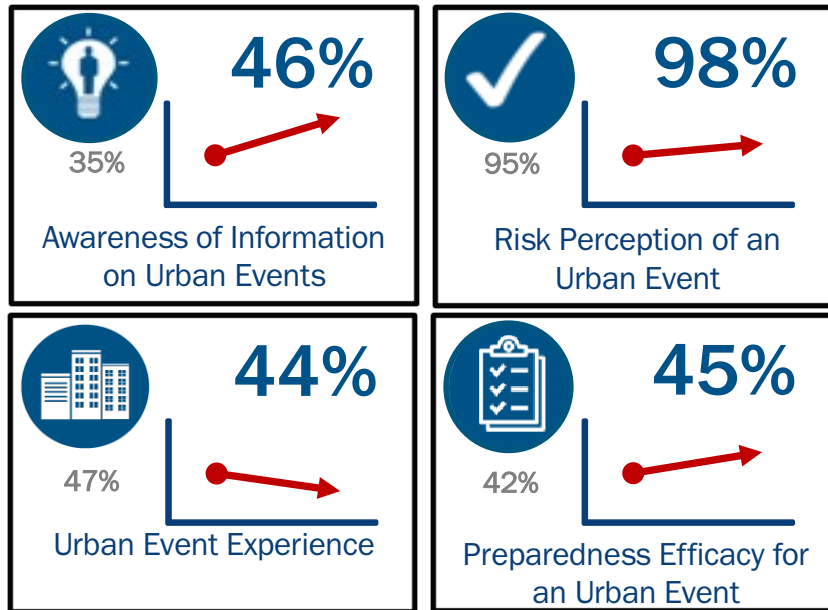 46%
35%
Awareness of Information
on Urban Events
98%
95%
Risk Perception of an
Urban Event
44%
47%
Urban Event Experience
45%
42%
Preparedness Efficacy for
an Urban Event